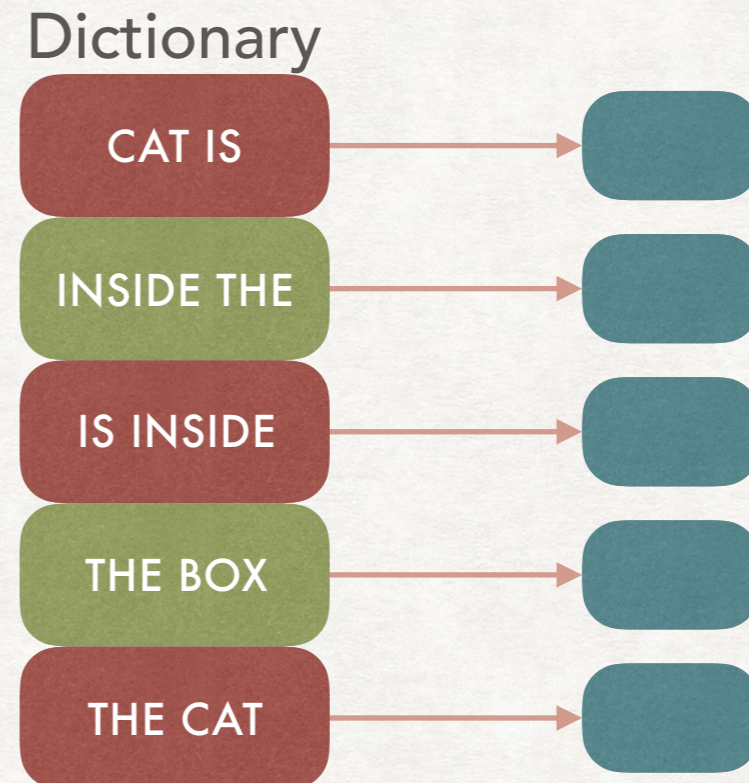 Dictionary
CAT IS
INSIDE THE
IS INSIDE
THE BOX
THE CAT